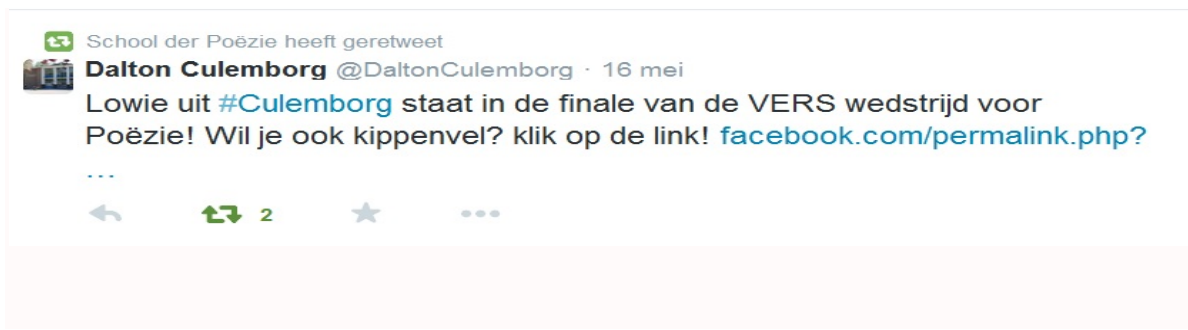 School der Poëzie heeft geretweet
Dalton Culemborg @DaltonCulemborg · 16 mei
Lowie uit #Culemborg staat in de finale van de VERS wedstrijd voor
Poëzie! Wil je ook kippenvel? klik op de link! facebook.com/permalink.php?
...
2